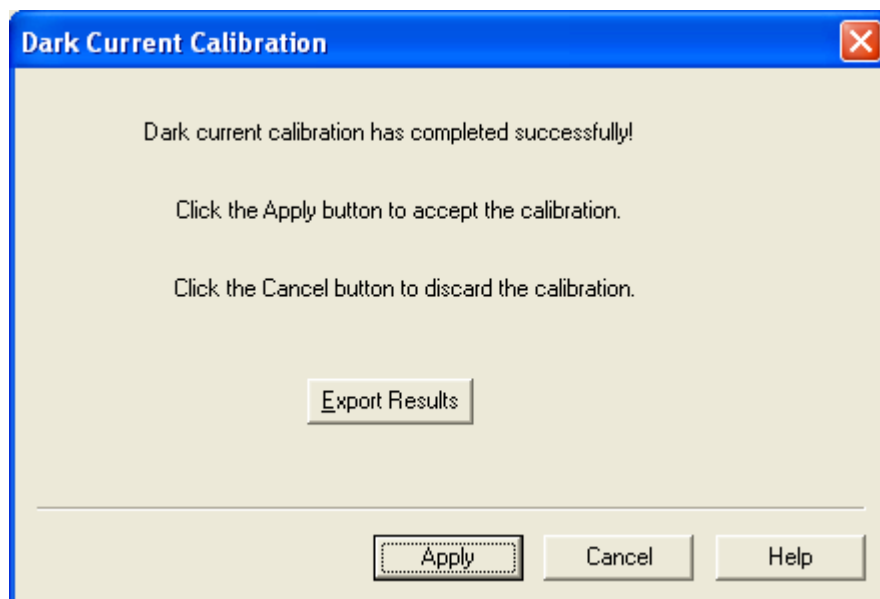 Dark Current Calibration
Dark current calibration has completed successfully!
Click the Apply button to accept the calibration.
Click the Cancel button to discard the calibration.
Export Results
Apply Cancel Help